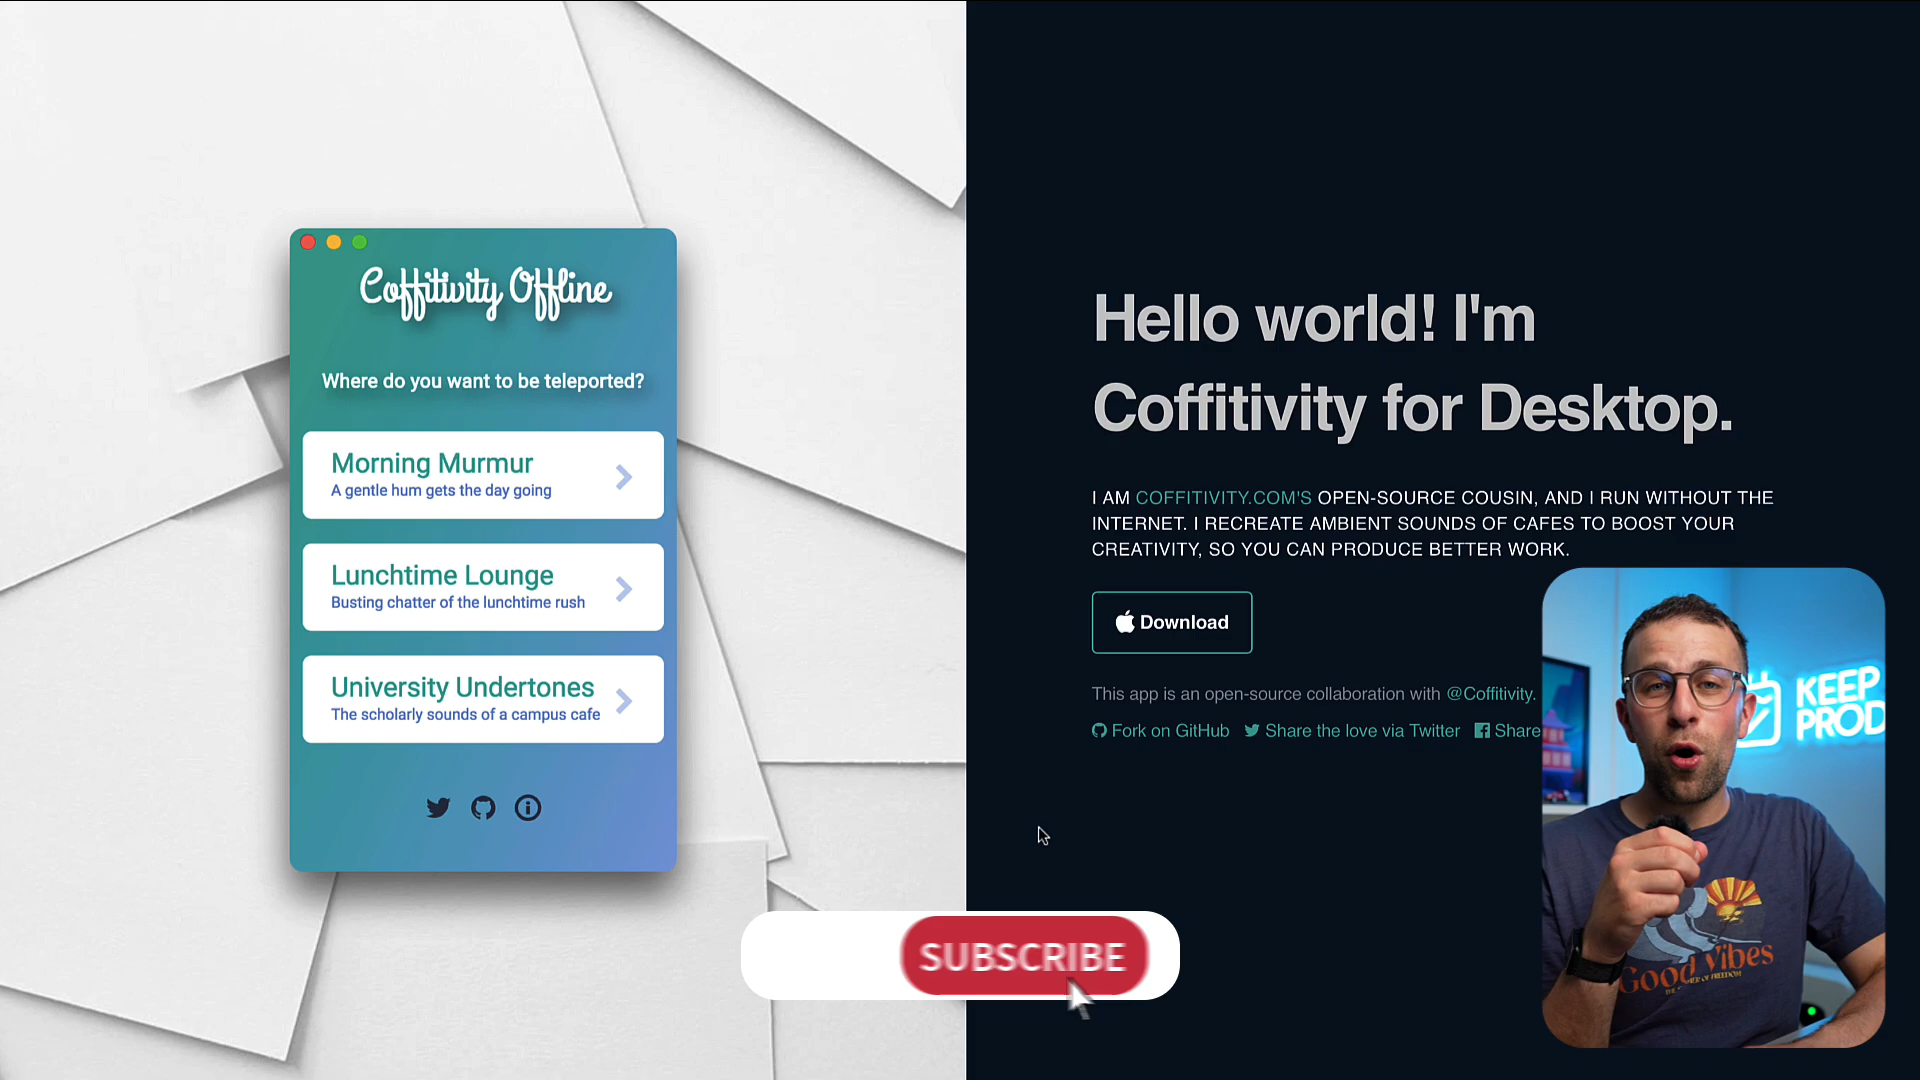 Coffitivity Offline
Where do you want to be teleported?
Morning Murmur
A gentle hum gets the day going
Lunchtime Lounge
Busting chatter of the lunchtime rush
University Undertones
The scholarly sounds of a campus cafe
Hello world! I'm
Coffitivity for Desktop.
I AM COFFITIVITY.COM'S OPEN-SOURCE COUSIN, AND I RUN WITHOUT THE
INTERNET. I RECREATE AMBIENT SOUNDS OF CAFES TO BOOST YOUR
CREATIVITY, SO YOU CAN PRODUCE BETTER WORK.
Download
This app is an open-source collaboration with @Coffitivity.
Fork on GitHub Share the love via Twitter Share
KEEP
PROD
Good Vibes
SUBSCRIBE